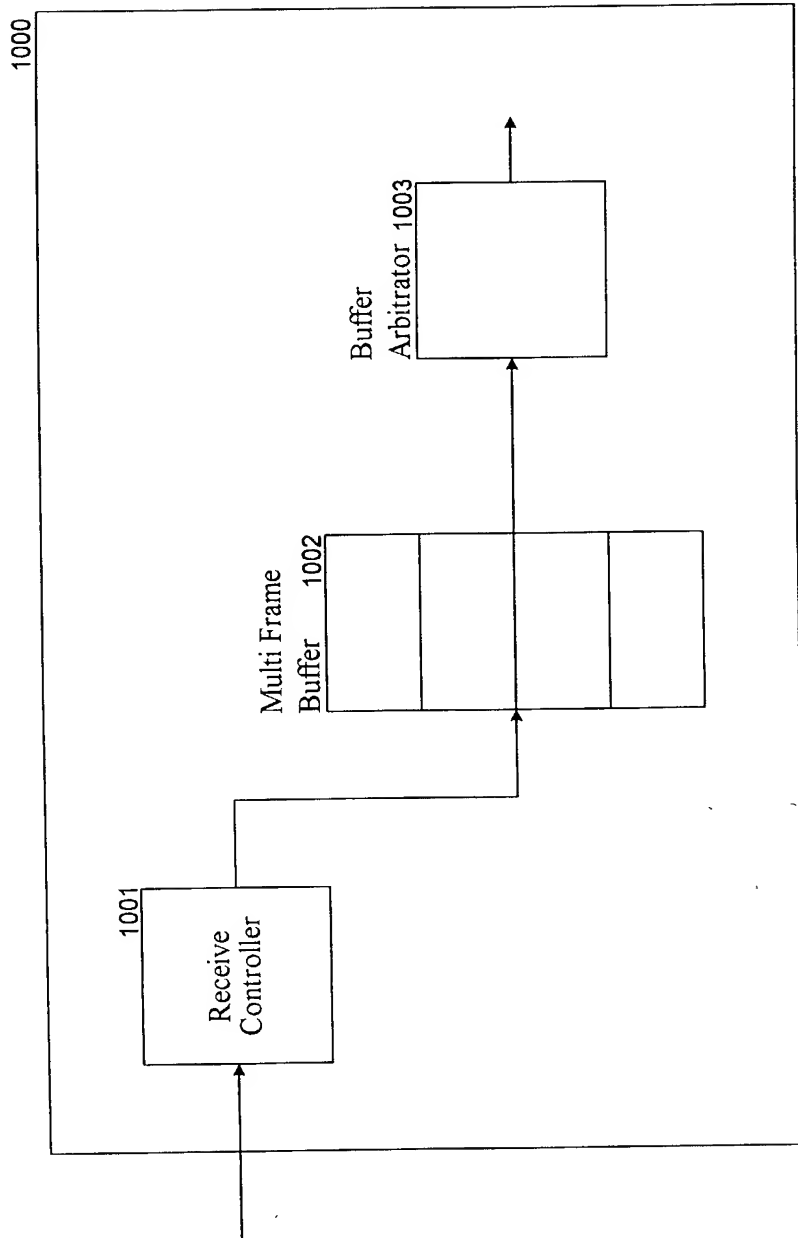 1000
1001
Receive
Controller
Multi Frame
Buffer 1002
Buffer
Arbitrator 1003